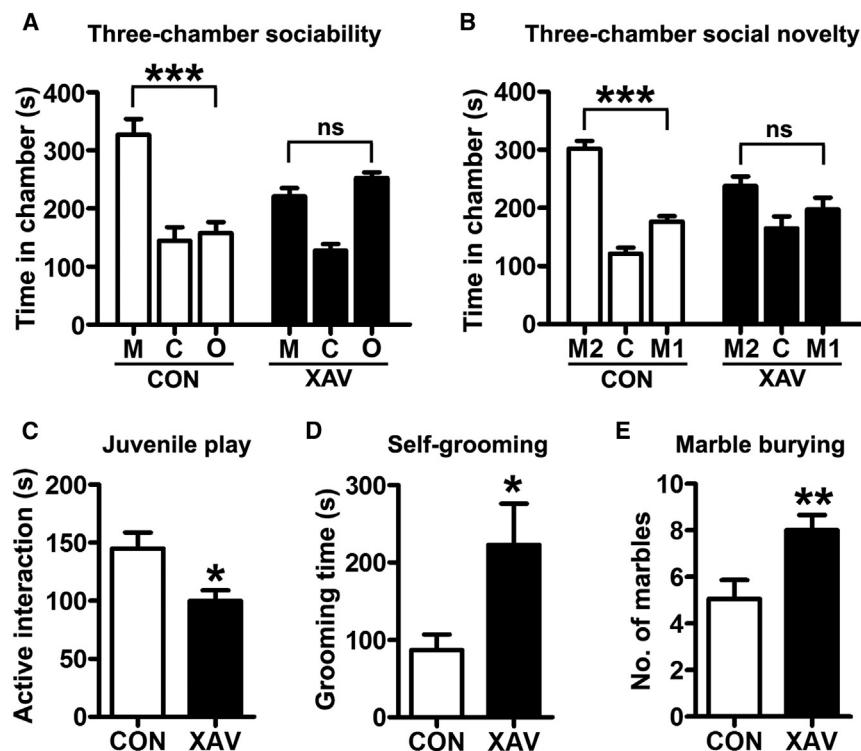 A Three-chamber sociability
Time in chamber (s)
400
300
200
100
0
***
ns
M C O M C O
CON XAV
B Three-chamber social novelty
Time in chamber (s)
400
300
200
100
0
***
ns
M2 C M1 M2 C M1
CON XAV
C Juvenile play
Active interaction (s)
200
150
100
50
0
*
CON XAV
D Self-grooming
Grooming time (s)
300
200
100
0
*
CON XAV
E Marble burying
No. of marbles
10
8
6
4
2
0
**
CON XAV